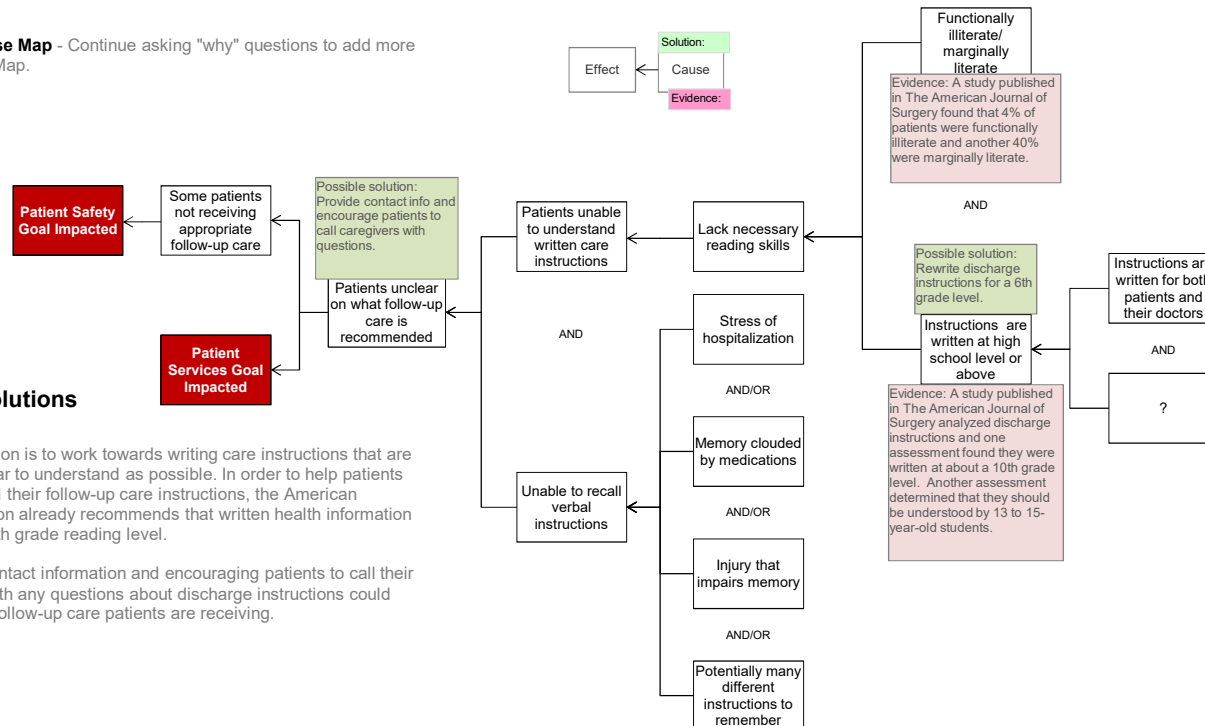 se Map - Continue asking "why" questions to add more
Map.
Effect
Solution:
Cause
Evidence:
Functionally
illiterate/
marginally
literate
Evidence: A study published
in The American Journal of
Surgery found that 4% of
patients were functionally
illiterate and another 40%
were marginally literate.
AND
Patient Safety
Goal Impacted
Some patients
not receiving
appropriate
follow-up care
Possible solution:
Provide contact info and
encourage patients to
call caregivers with
questions.
Patients unclear
on what follow-up
care is
recommended
Patient
Services Goal
Impacted
Patients unable
to understand
written care
instructions
AND
Unable to recall
verbal
instructions
Lack necessary
reading skills
Stress of
hospitalization
AND/OR
Memory clouded
by medications
AND/OR
Injury that
impairs memory
AND/OR
Potentially many
different
instructions to
remember
Possible solution:
Rewrite discharge
instructions for a 6th
grade level.
Instructions are
written at high
school level or
above
Evidence: A study published
in The American Journal of
Surgery analyzed discharge
instructions and one
assessment found they were
written at about a 10th grade
level. Another assessment
determined that they should
be understood by 13 to 15-
year-old students.
Instructions ar
written for both
patients and
their doctors
AND
?
olutions
on is to work towards writing care instructions that are
ar to understand as possible. In order to help patients
their follow-up care instructions, the American
on already recommends that written health information
th grade reading level.
ntact information and encouraging patients to call their
th any questions about discharge instructions could
ollow-up care patients are receiving.